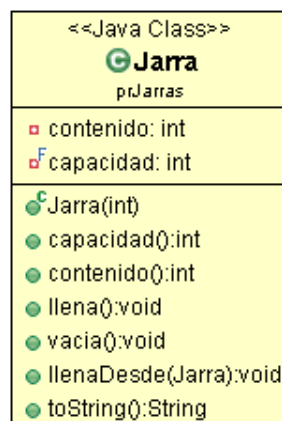 <<Java Class>>
Jarra
prJarras
contenido: int
capacidad: int
Jarra(int)
capacidad():int
contenido():int
llena():void
vacia():void
llenaDesde(Jarra):void
toString():String